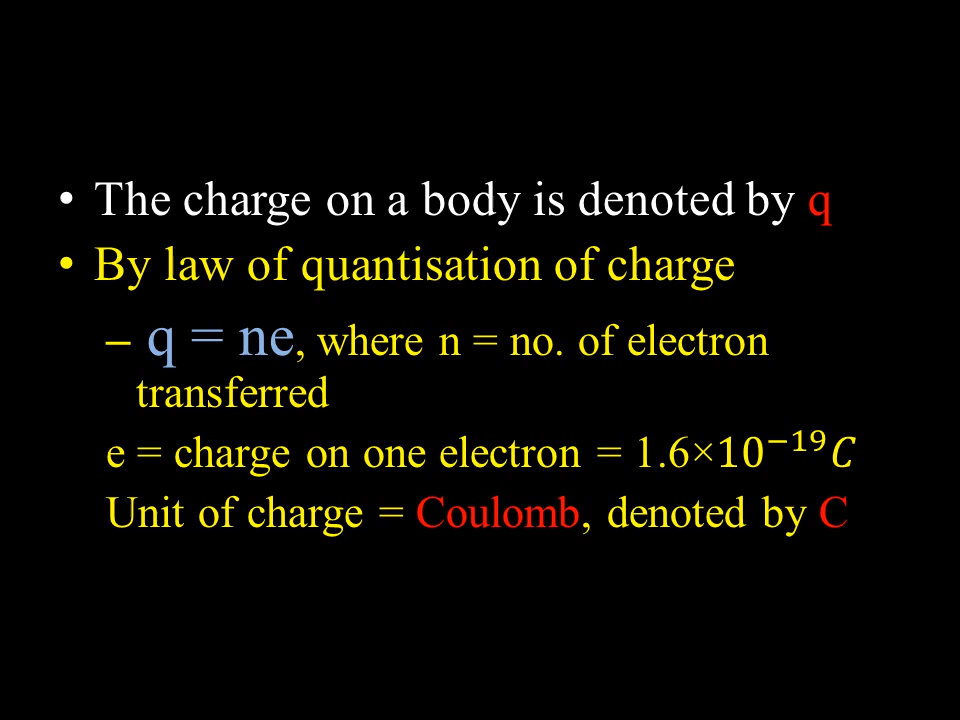 • The charge on a body is denoted by q
• By law of quantisation of charge
– q = ne, where n = no. of electron
transferred
e = charge on one electron = 1.6×10⁻¹⁹𝐶
Unit of charge = Coulomb, denoted by C